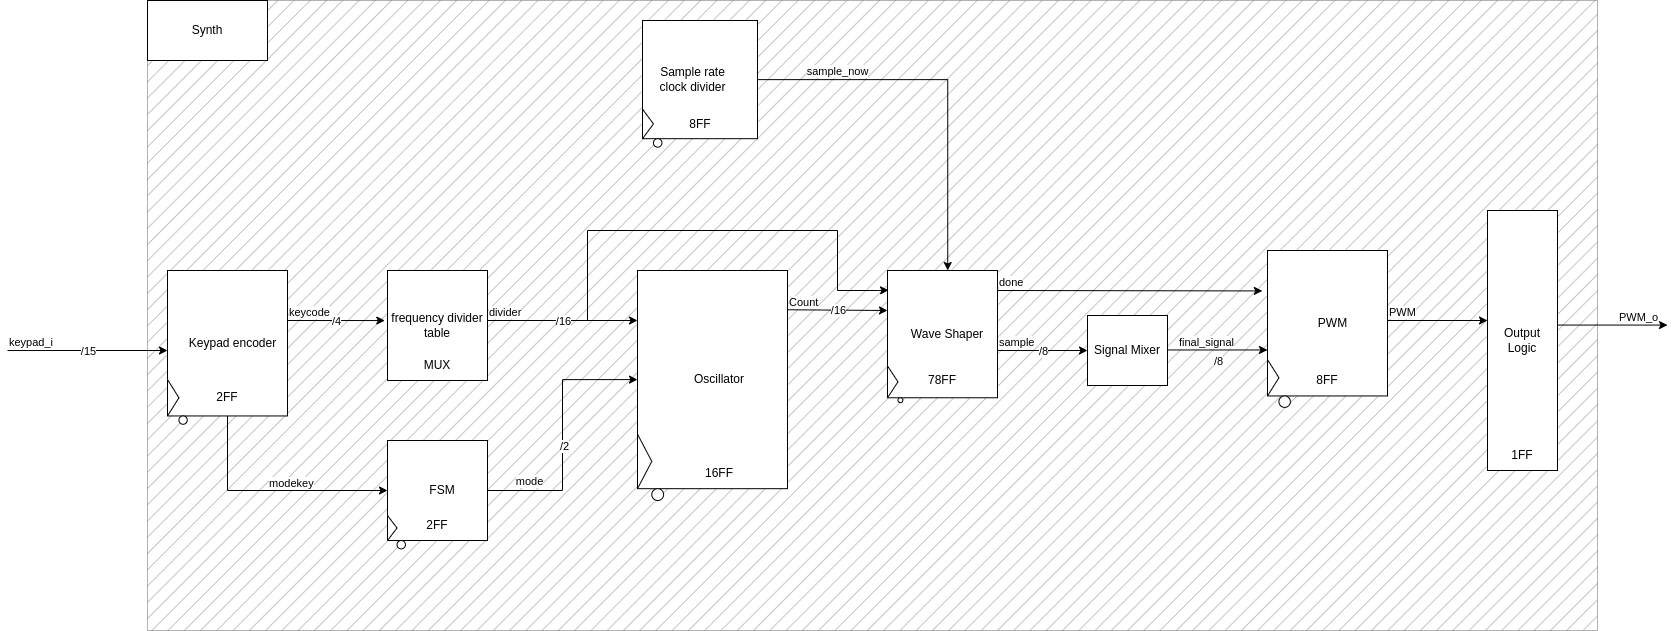 Synth
Sample rate
clock divider
8FF
sample_now
keypad_i
/15
Keypad encoder
2FF
keycode
/4
modekey
frequency divider
table
MUX
divider
/16
FSM
2FF
mode
/2
Oscillator
16FF
Count
/16
Wave Shaper
78FF
done
sample
/8
Signal Mixer
final_signal
/8
PWM
8FF
PWM
Output
Logic
1FF
PWM_o